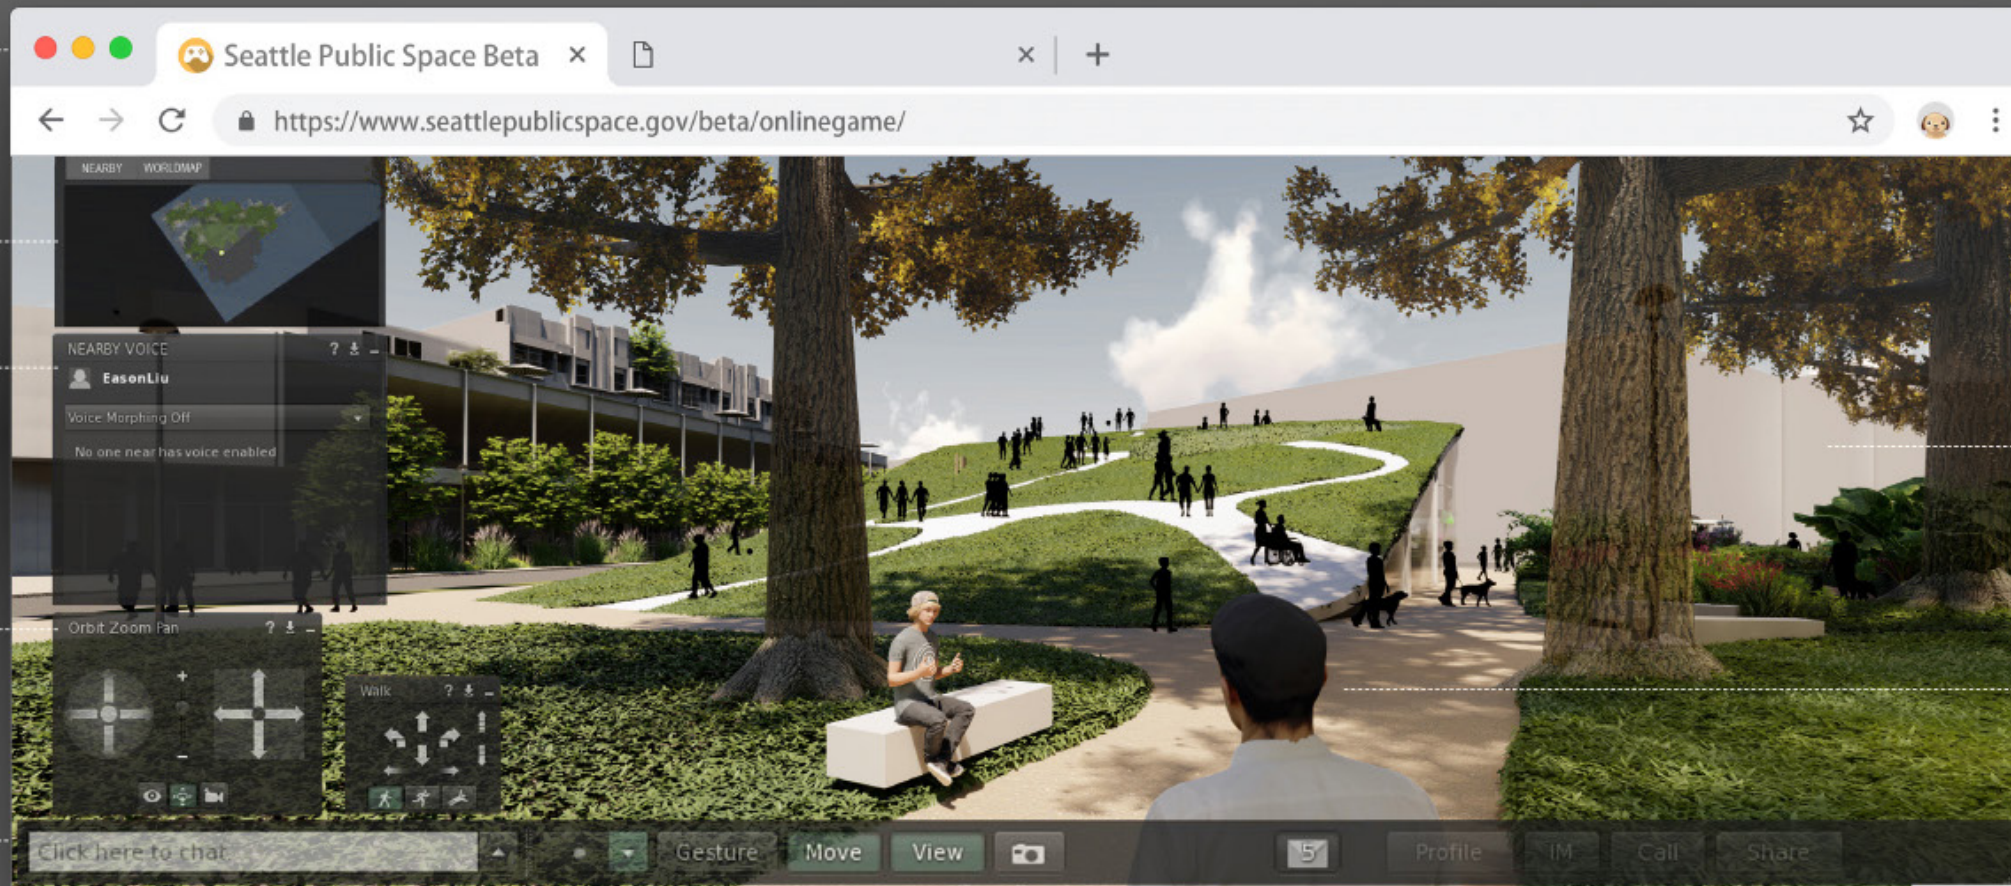 Seattle Public Space Beta
https://www.seattlepublicspace.gov/beta/onlinegame/
NEARBY WORLDMAP
NEARBY VOICE ?
EasonLiu
Voice Morphing Off
No one near has voice enabled
Orbit Zoom Pan ?
Walk ?
Click here to chat
Gesture Move View 5 Profile IM Call Share